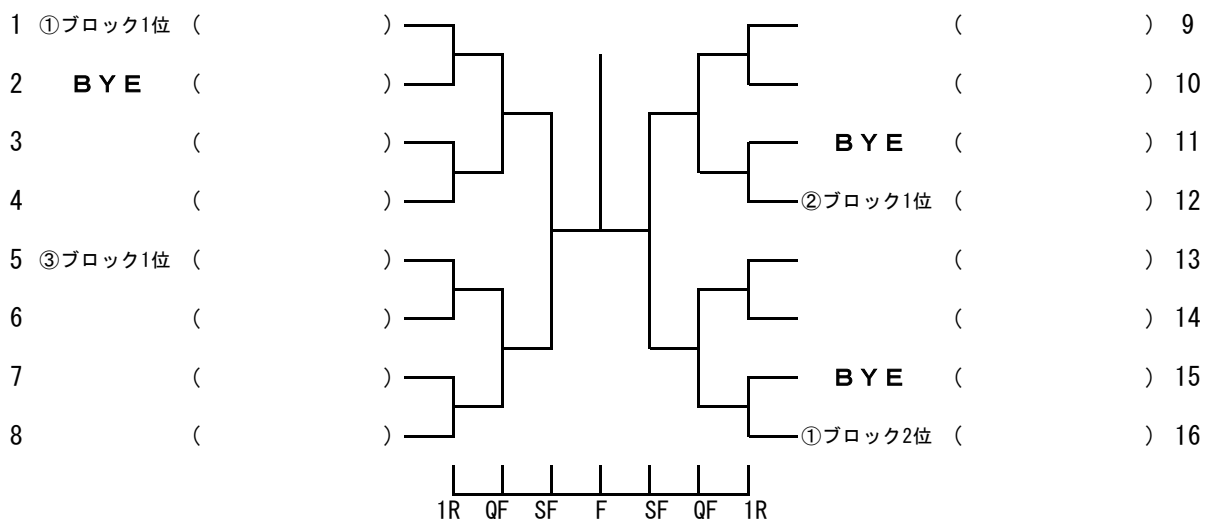 1 ①ブロック1位 ( ) ( ) 9
2 BYE ( ) ( ) 10
3 ( ) BYE ( ) 11
4 ( ) ②ブロック1位 ( ) 12
5 ③ブロック1位 ( ) ( ) 13
6 ( ) ( ) 14
7 ( ) BYE ( ) 15
8 ( ) ①ブロック2位 ( ) 16
1R QF SF F SF QF 1R